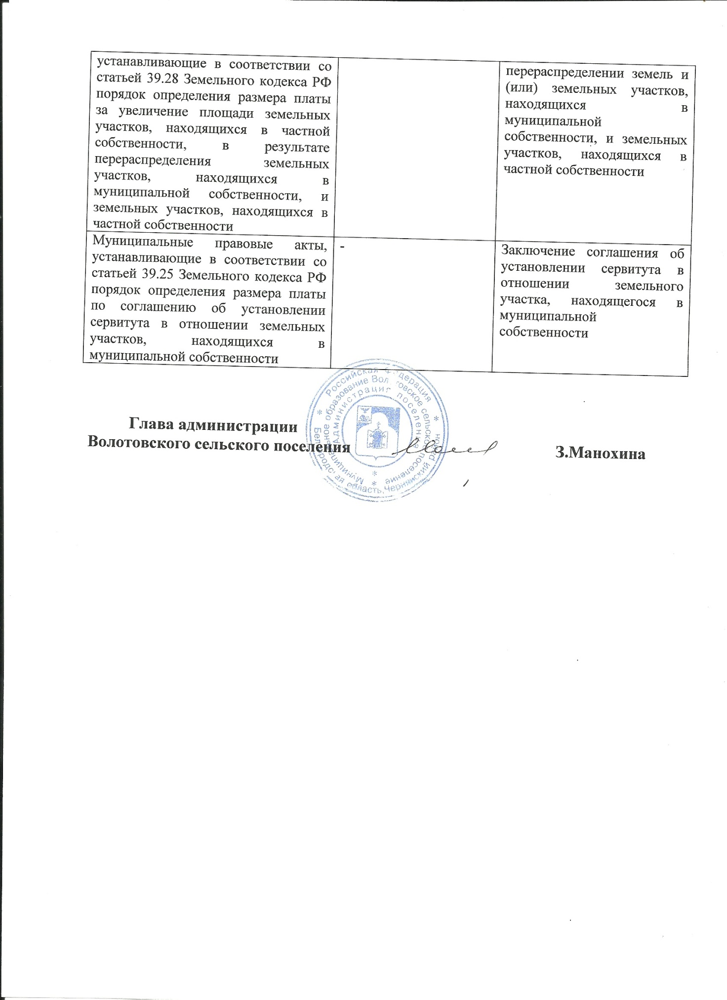 устанавливающие в соответствии со
статьей 39.28 Земельного кодекса РФ
порядок определения размера платы
за увеличение площади земельных
участков, находящихся в частной
собственности, в результате
перераспределения земельных
участков, находящихся в
муниципальной собственности, и
земельных участков, находящихся в
частной собственности
перераспределении земель и
(или) земельных участков,
находящихся в
муниципальной
собственности, и земельных
участков, находящихся в
частной собственности
Муниципальные правовые акты,
устанавливающие в соответствии со
статьей 39.25 Земельного кодекса РФ
порядок определения размера платы
по соглашению об установлении
сервитута в отношении земельных
участков, находящихся в
муниципальной собственности
-
Заключение соглашения об
установлении сервитута в
отношении земельного
участка, находящегося в
муниципальной
собственности
Глава администрации
Волотовского сельского поселения
З.Манохина
Российская Федерация
Белгородская область, Чернянский район
Муниципальное образование Волотовское сельское поселение
Администрация поселения